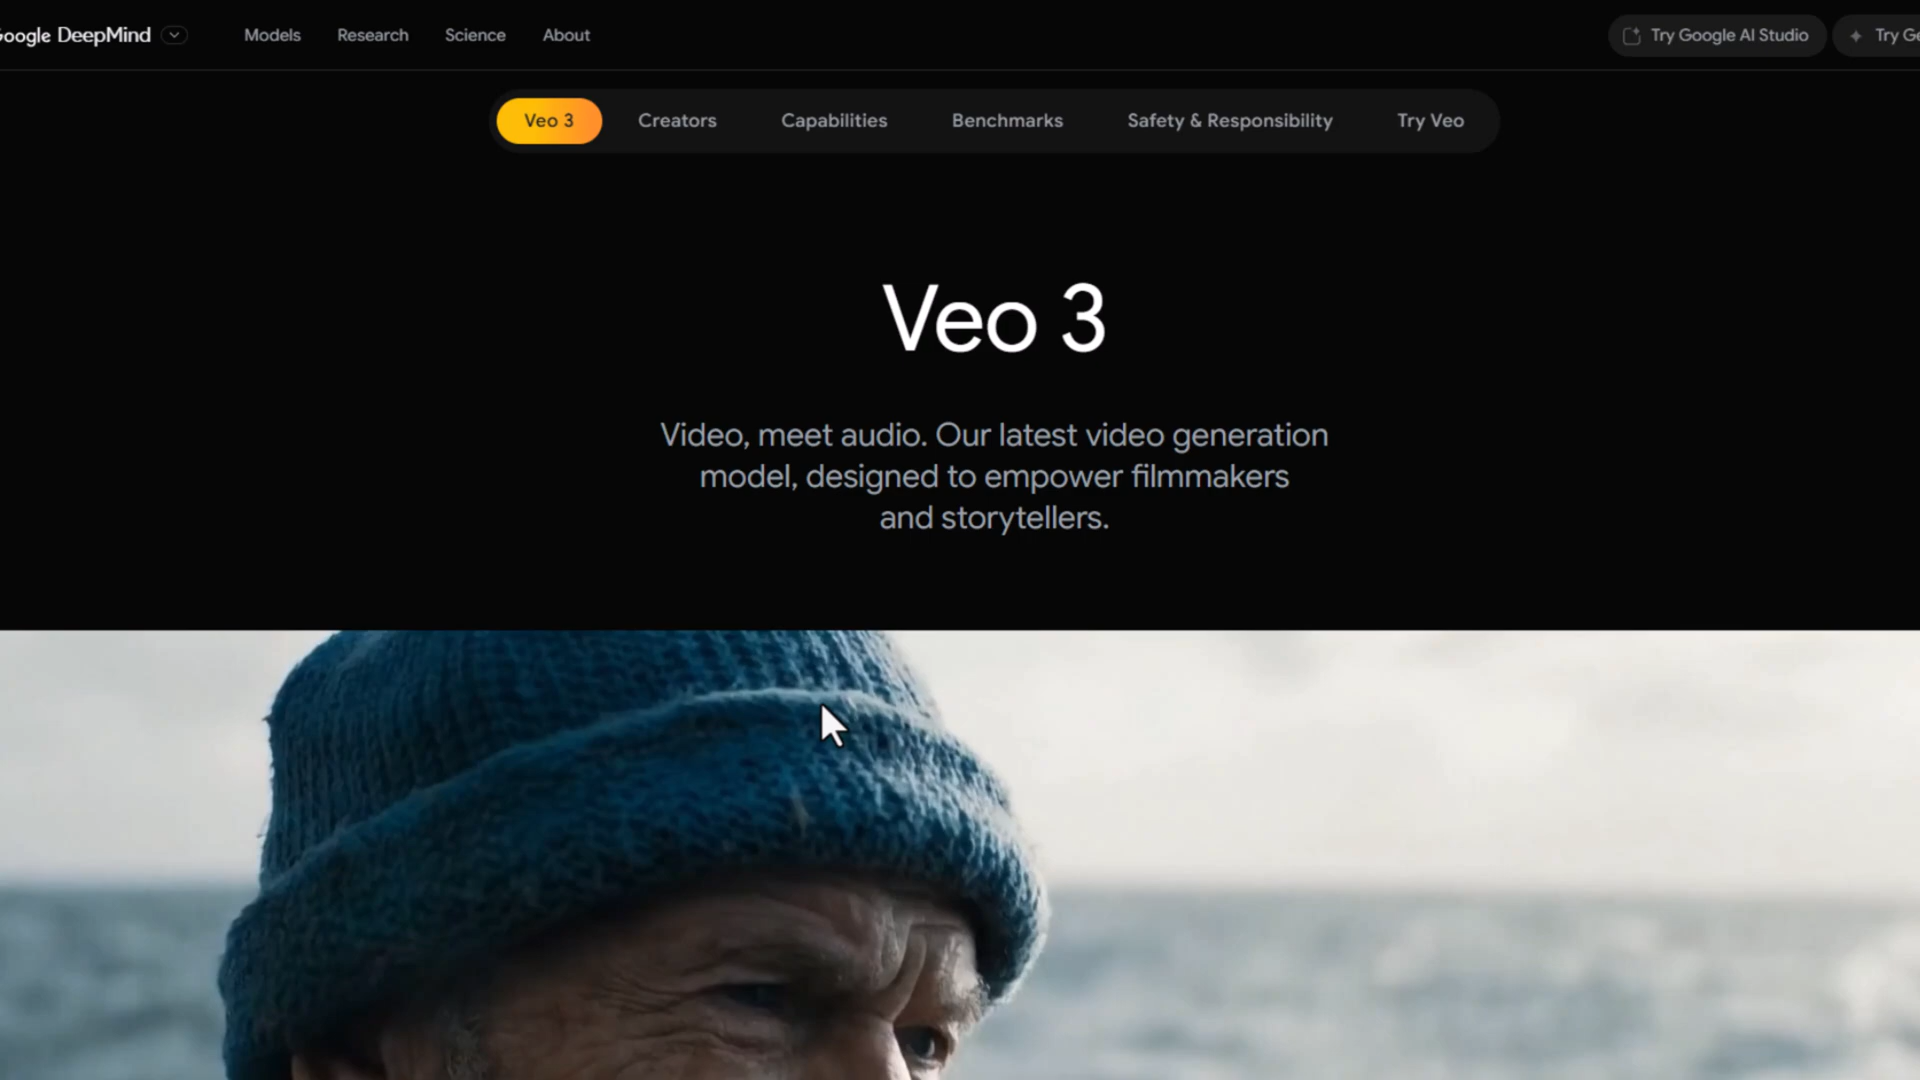 Google DeepMind
Models
Research
Science
About
Try Google AI Studio
Try
Veo 3
Creators
Capabilities
Benchmarks
Safety & Responsibility
Try Veo
Veo 3
Video, meet audio. Our latest video generation
model, designed to empower filmmakers
and storytellers.